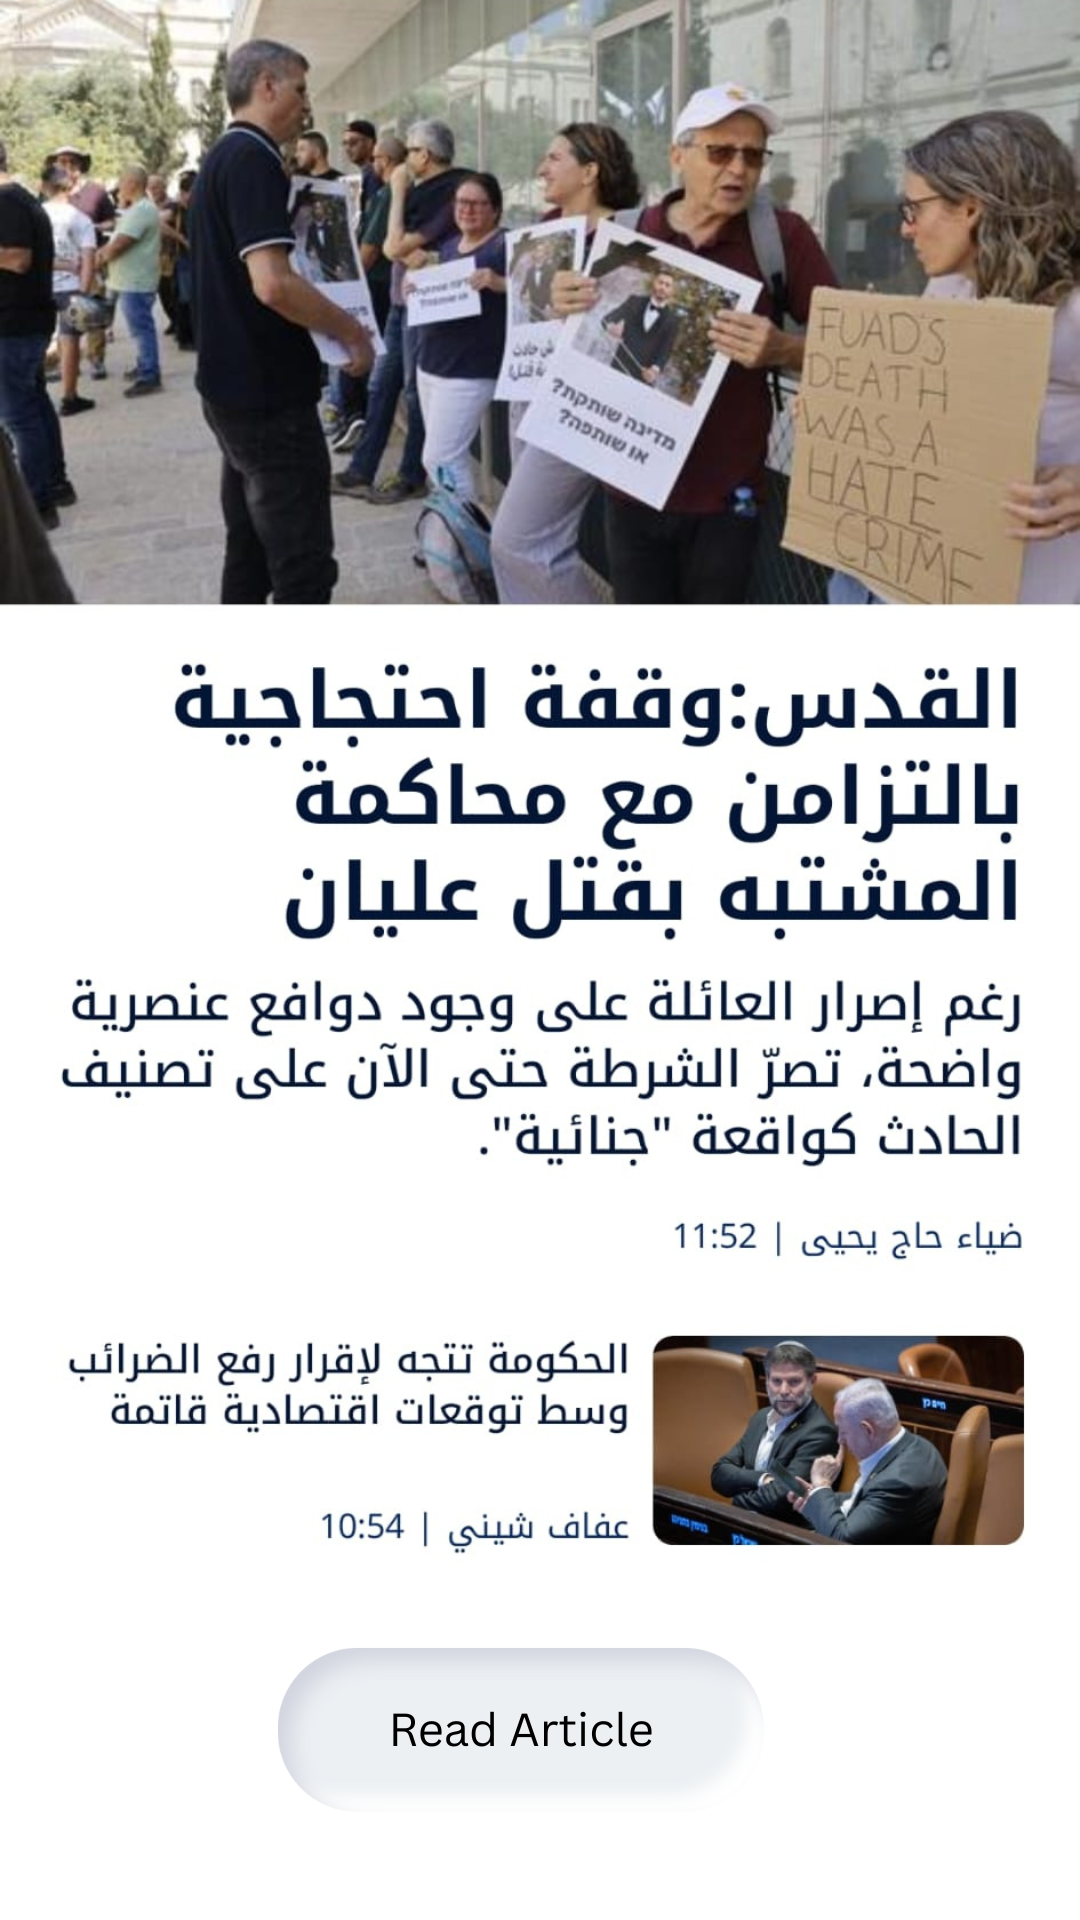 FUAD'S
DEATH
WAS A
HATE
CRIME
מדינה שותקת?
או שותפה?
القدس:وقفة احتجاجية
بالتزامن مع محاكمة
المشتبه بقتل عليان
رغم إصرار العائلة على وجود دوافع عنصرية
واضحة، تصرّ الشرطة حتى الآن على تصنيف
الحادث كواقعة "جنائية".
ضياء حاج يحيى | 11:52
الحكومة تتجه لإقرار رفع الضرائب
وسط توقعات اقتصادية قاتمة
عفاف شيني | 10:54
Read Article